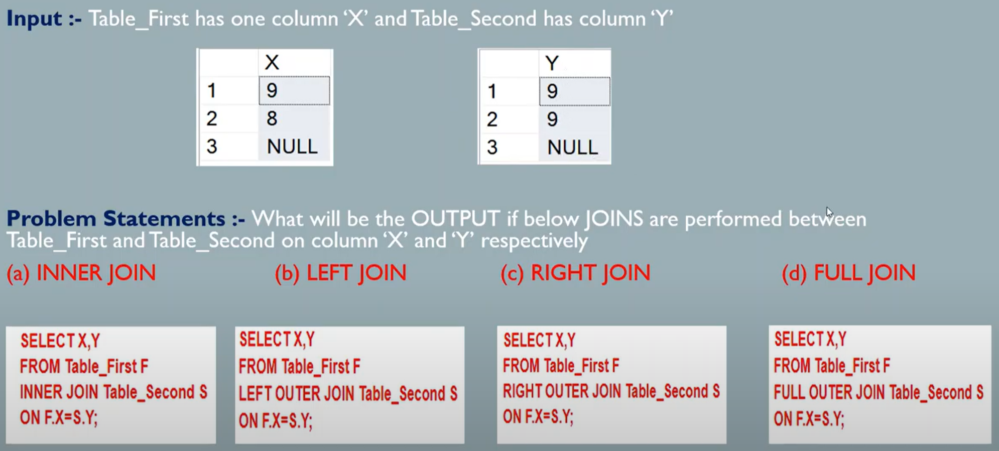 Input :- Table_First has one column ‘X’ and Table_Second has column ‘Y’
X
1 9
2 8
3 NULL
Y
1 9
2 9
3 NULL
Problem Statements :- What will be the OUTPUT if below JOINS are performed between
Table_First and Table_Second on column ‘X’ and ‘Y’ respectively
(a) INNER JOIN
(b) LEFT JOIN
(c) RIGHT JOIN
(d) FULL JOIN
SELECT X,Y
FROM Table_First F
INNER JOIN Table_Second S
ON F.X=S.Y;
SELECT X,Y
FROM Table_First F
LEFT OUTER JOIN Table_Second S
ON F.X=S.Y;
SELECT X,Y
FROM Table_First F
RIGHT OUTER JOIN Table_Second S
ON F.X=S.Y;
SELECT X,Y
FROM Table_First F
FULL OUTER JOIN Table_Second S
ON F.X=S.Y;